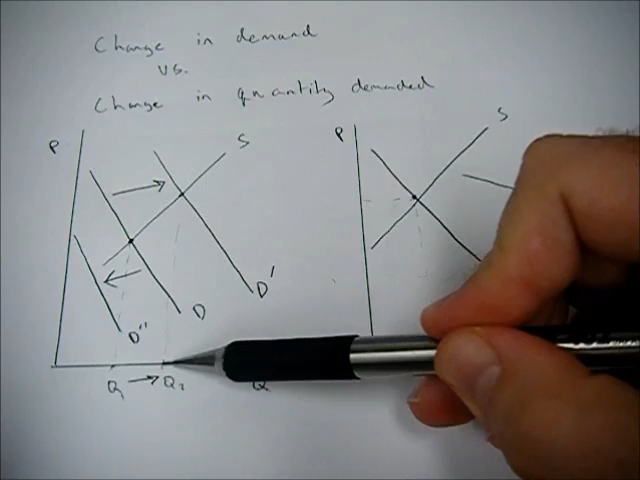 Change in demand
vs.
Change in quantity demanded
P
S
D
D'
D"
Q₁ → Q₂
Q
P
S